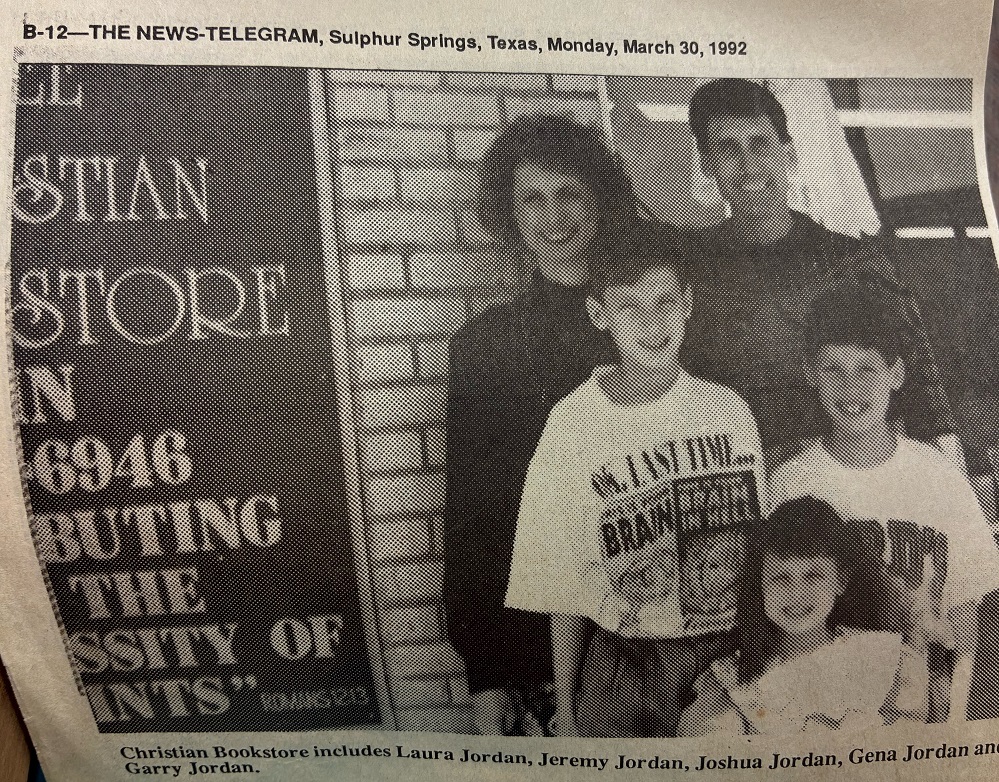 B-12—THE NEWS-TELEGRAM, Sulphur Springs, Texas, Monday, March 30, 1992
LL
STIAN
STORE
N
6946
BUTING
THE
SSITY OF
INTS”
ROMANS 12:13
OK, LAST TIME...
BRAIN
Christian Bookstore includes Laura Jordan, Jeremy Jordan, Joshua Jordan, Gena Jordan and
Garry Jordan.